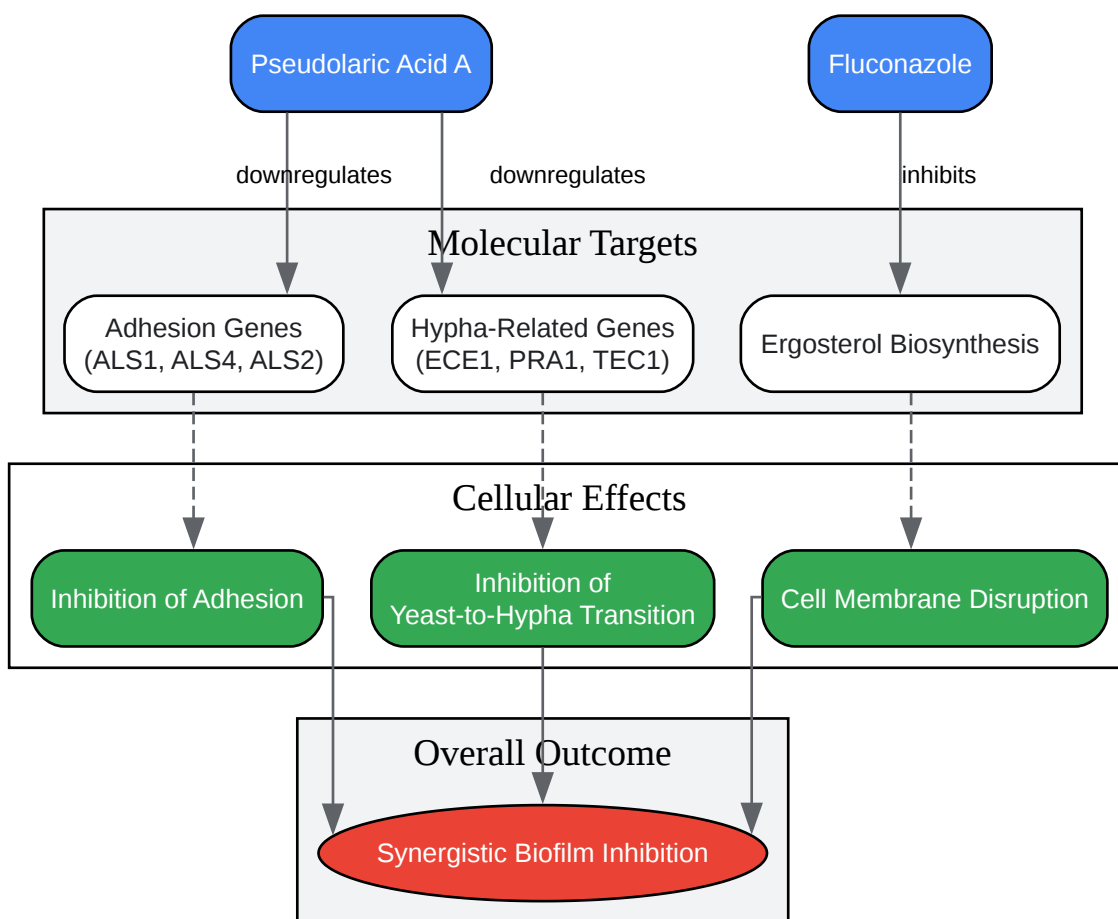 Pseudolaric Acid A
Fluconazole
downregulates
downregulates
inhibits
Molecular Targets
Adhesion Genes
(ALS1, ALS4, ALS2)
Hypha-Related Genes
(ECE1, PRA1, TEC1)
Ergosterol Biosynthesis
Cellular Effects
Inhibition of Adhesion
Inhibition of
Yeast-to-Hypha Transition
Cell Membrane Disruption
Overall Outcome
Synergistic Biofilm Inhibition